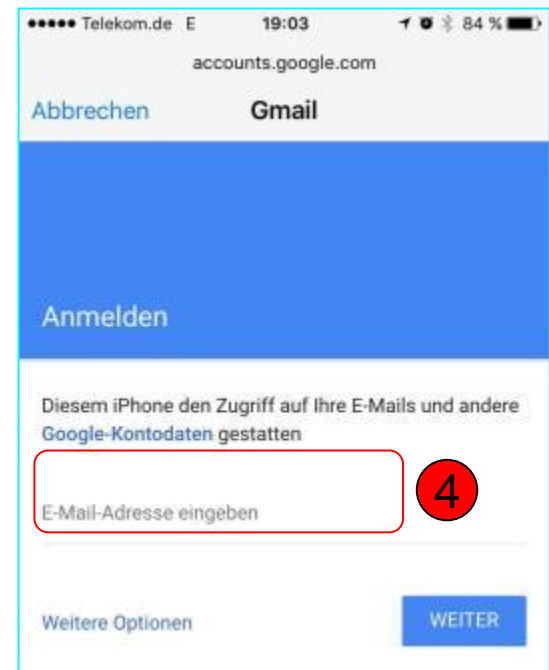 Telekom.de E 19:03 84 %
accounts.google.com
Abbrechen Gmail
Anmelden
Diesem iPhone den Zugriff auf Ihre E-Mails und andere
Google-Kontodaten gestatten
4
E-Mail-Adresse eingeben
Weitere Optionen WEITER